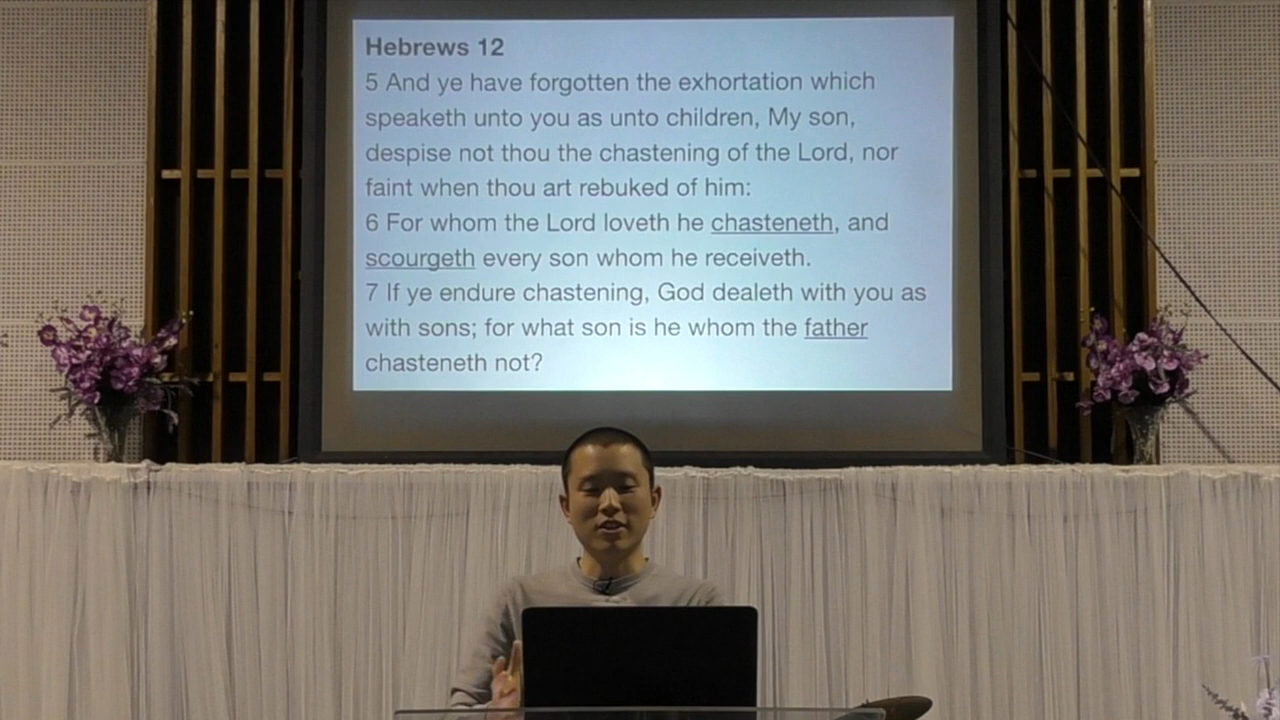 Hebrews 12
5 And ye have forgotten the exhortation which
speaketh unto you as unto children, My son,
despise not thou the chastening of the Lord, nor
faint when thou art rebuked of him:
6 For whom the Lord loveth he chasteneth, and
scourgeth every son whom he receiveth.
7 If ye endure chastening, God dealeth with you as
with sons; for what son is he whom the father
chasteneth not?